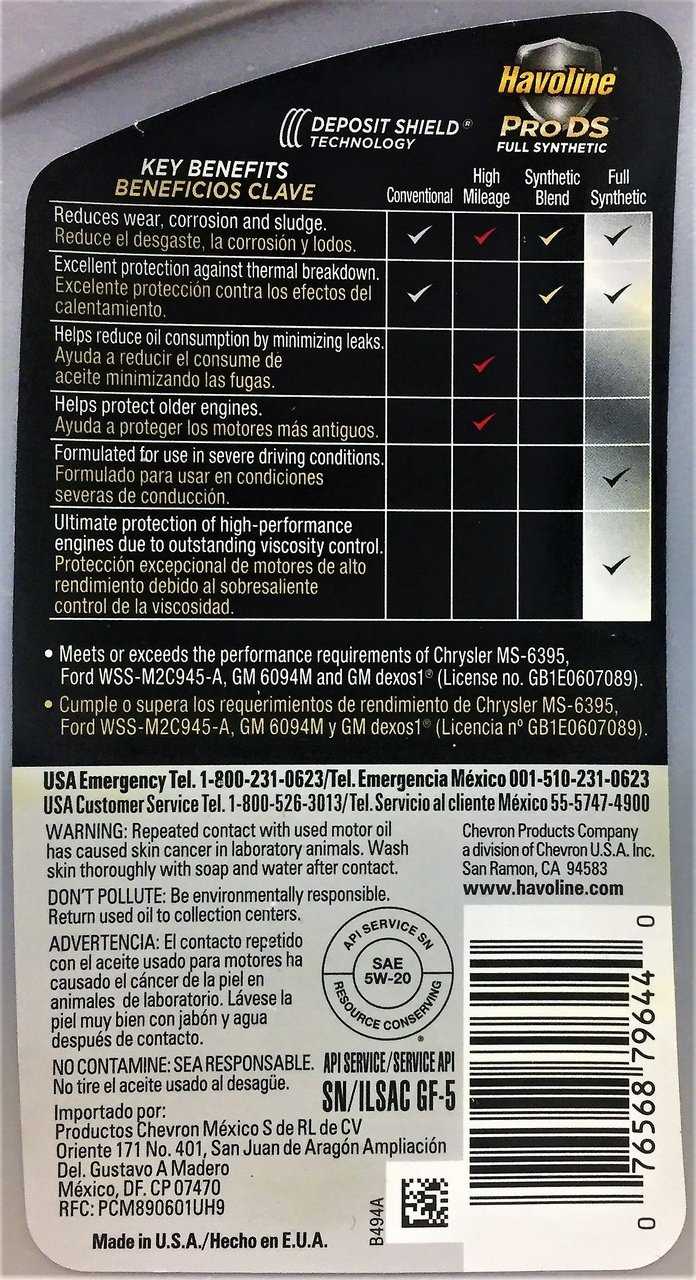 Havoline
PRO-DS
FULL SYNTHETIC
DEPOSIT SHIELD®
TECHNOLOGY
KEY BENEFITS
BENEFICIOS CLAVE
Conventional
High
Mileage
Synthetic
Blend
Full
Synthetic
Reduces wear, corrosion and sludge.
Reduce el desgaste, la corrosión y lodos.
Excellent protection against thermal breakdown.
Excelente protección contra los efectos del
calentamiento.
Helps reduce oil consumption by minimizing leaks.
Ayuda a reducir el consume de
aceite minimizando las fugas.
Helps protect older engines.
Ayuda a proteger los motores más antiguos.
Formulated for use in severe driving conditions.
Formulado para usar en condiciones
severas de conducción.
Ultimate protection of high-performance
engines due to outstanding viscosity control.
Protección excepcional de motores de alto
rendimiento debido al sobresaliente
control de la viscosidad.
• Meets or exceeds the performance requirements of Chrysler MS-6395,
Ford WSS-M2C945-A, GM 6094M and GM dexos1® (License no. GB1E0607089).
• Cumple o supera los requerimientos de rendimiento de Chrysler MS-6395,
Ford WSS-M2C945-A, GM 6094M y GM dexos1® (Licencia nº GB1E0607089).
USA Emergency Tel. 1-800-231-0623/Tel. Emergencia México 001-510-231-0623
USA Customer Service Tel. 1-800-526-3013/Tel. Servicio al cliente México 55-5747-4900
WARNING: Repeated contact with used motor oil
has caused skin cancer in laboratory animals. Wash
skin thoroughly with soap and water after contact.
DON'T POLLUTE: Be environmentally responsible.
Return used oil to collection centers.
ADVERTENCIA: El contacto repetido
con el aceite usado para motores ha
causado el cáncer de la piel en
animales de laboratorio. Lávese la
piel muy bien con jabón y agua
después de contacto.
NO CONTAMINE: SEA RESPONSABLE.
No tire el aceite usado al desagüe.
Importado por:
Productos Chevron México S de RL de CV
Oriente 171 No. 401, San Juan de Aragón Ampliación
Del. Gustavo A Madero
México, DF. CP 07470
RFC: PCM890601UH9
Made in U.S.A./Hecho en E.U.A.
Chevron Products Company
a division of Chevron U.S.A. Inc.
San Ramon, CA 94583
www.havoline.com
API SERVICE SN
SAE
5W-20
RESOURCE CONSERVING
®
API SERVICE/SERVICE API
SN/ILSAC GF-5
B494A
0 76568 79644 0